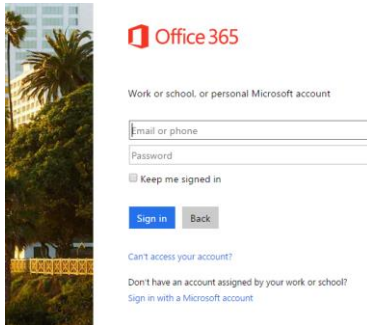 Office 365
Work or school, or personal Microsoft account
Email or phone
Password
Keep me signed in
Sign in Back
Can't access your account?
Don't have an account assigned by your work or school?
Sign in with a Microsoft account